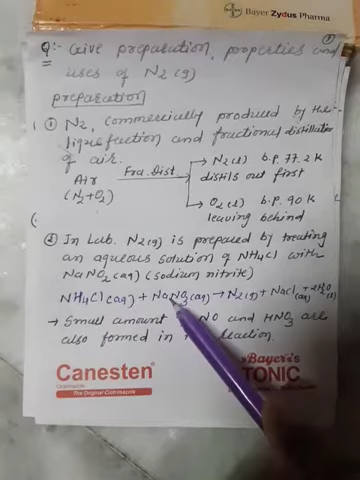 BAYER
Bayer Zydus Pharma
Q:- Give preparation, properties and
uses of N2(g)
preparation
① N2, commercially produced by the
liquefaction and fractional distillation
of air.
Air
(N2+O2)
Fra. Dist
N2(l) b.p 77.2K
distils out first
O2(l) b.p. 90K
leaving behind
② In Lab. N2(g) is prepared by treating
an aqueous solution of NH4Cl with
NaNO2(aq) (sodium nitrite)
NH4Cl(aq) + NaNO2(aq) → N2(g) + NaCl(aq) + 2H2O(l)
→ Small amount NO and HNO3 are
also formed in reaction.
Canesten
Clotrimazole
The Original Clotrimazole
Bayer's
TONIC